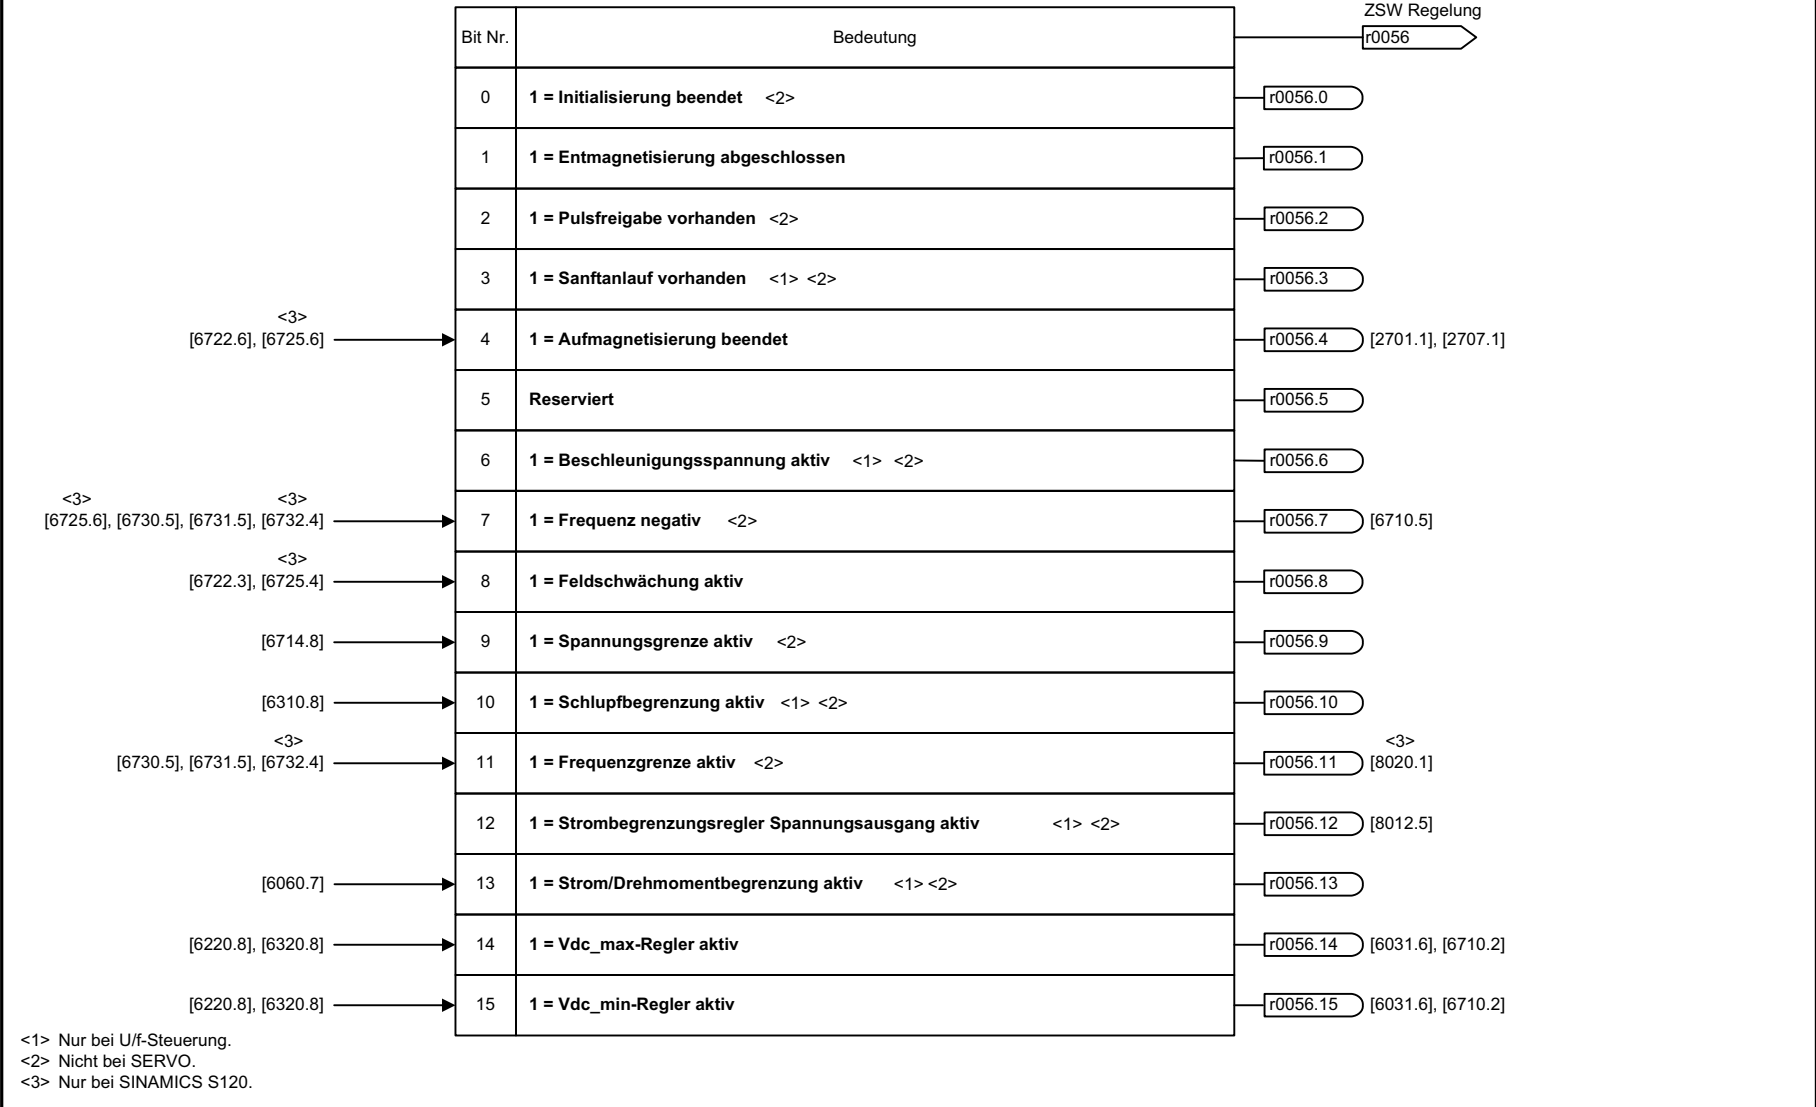 ZSW Regelung
Bit Nr. Bedeutung r0056
0 1 = Initialisierung beendet <2> r0056.0
1 1 = Entmagnetisierung abgeschlossen r0056.1
2 1 = Pulsfreigabe vorhanden <2> r0056.2
3 1 = Sanftanlauf vorhanden <1> <2> r0056.3
<3>
[6722.6], [6725.6] 4 1 = Aufmagnetisierung beendet r0056.4 [2701.1], [2707.1]
5 Reserviert r0056.5
6 1 = Beschleunigungsspannung aktiv <1> <2> r0056.6
<3> <3>
[6725.6], [6730.5], [6731.5], [6732.4] 7 1 = Frequenz negativ <2> r0056.7 [6710.5]
<3>
[6722.3], [6725.4] 8 1 = Feldschwächung aktiv r0056.8
[6714.8] 9 1 = Spannungsgrenze aktiv <2> r0056.9
[6310.8] 10 1 = Schlupfbegrenzung aktiv <1> <2> r0056.10
<3> <3>
[6730.5], [6731.5], [6732.4] 11 1 = Frequenzgrenze aktiv <2> r0056.11 [8020.1]
12 1 = Strombegrenzungsregler Spannungsausgang aktiv <1> <2> r0056.12 [8012.5]
[6060.7] 13 1 = Strom/Drehmomentbegrenzung aktiv <1> <2> r0056.13
[6220.8], [6320.8] 14 1 = Vdc_max-Regler aktiv r0056.14 [6031.6], [6710.2]
[6220.8], [6320.8] 15 1 = Vdc_min-Regler aktiv r0056.15 [6031.6], [6710.2]
<1> Nur bei U/f-Steuerung.
<2> Nicht bei SERVO.
<3> Nur bei SINAMICS S120.